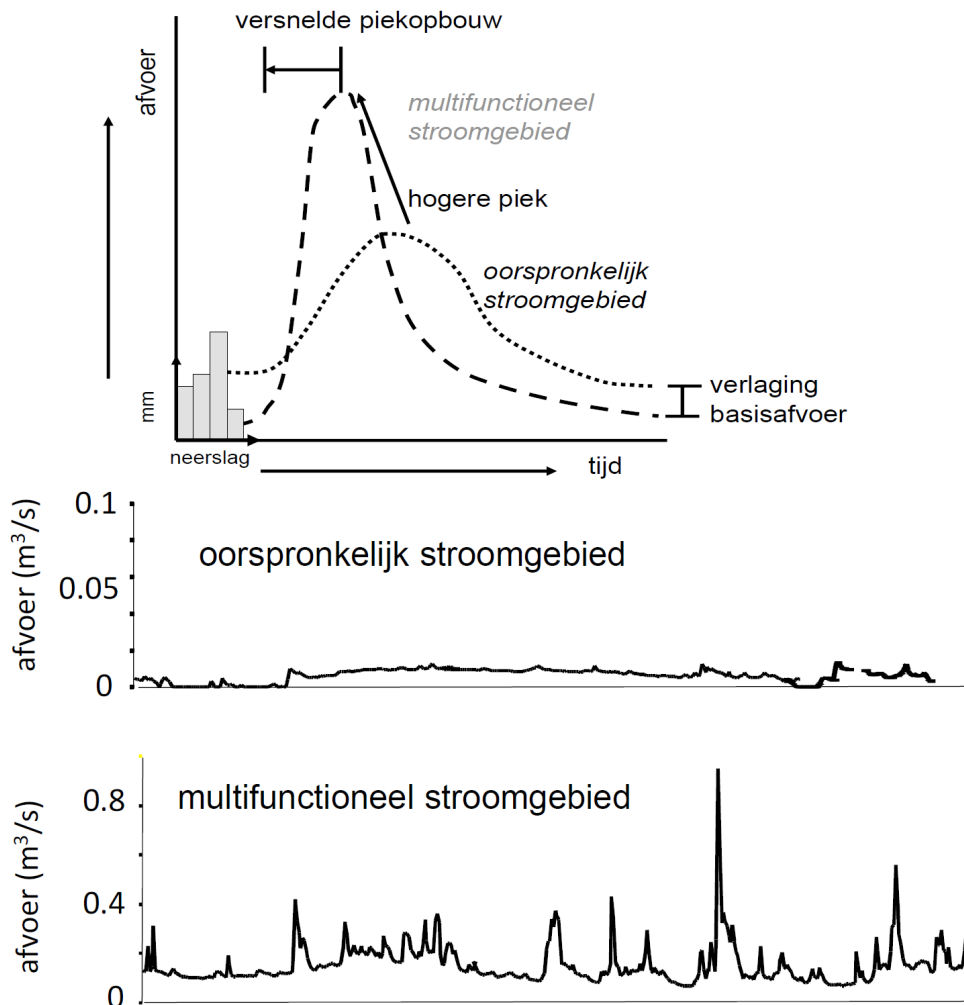 versnelde piekopbouw
afvoer
multifunctioneel
stroomgebied
hogere piek
oorspronkelijk
stroomgebied
verlaging
basisafvoer
mm
neerslag
tijd
afvoer (m³/s)
0.1
0.05
0
oorspronkelijk stroomgebied
afvoer (m³/s)
0.8
0.4
0
multifunctioneel stroomgebied